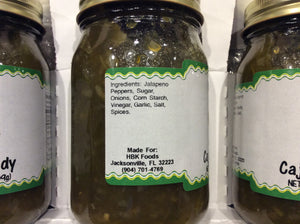 Ingredients: Jalapeno
Peppers, Sugar,
Onions, Corn Starch,
Vinegar, Garlic, Salt,
Spices.
Made For:
HBK Foods
Jacksonville, FL 32223
(904) 701-4769
C
dy
Ca
NET